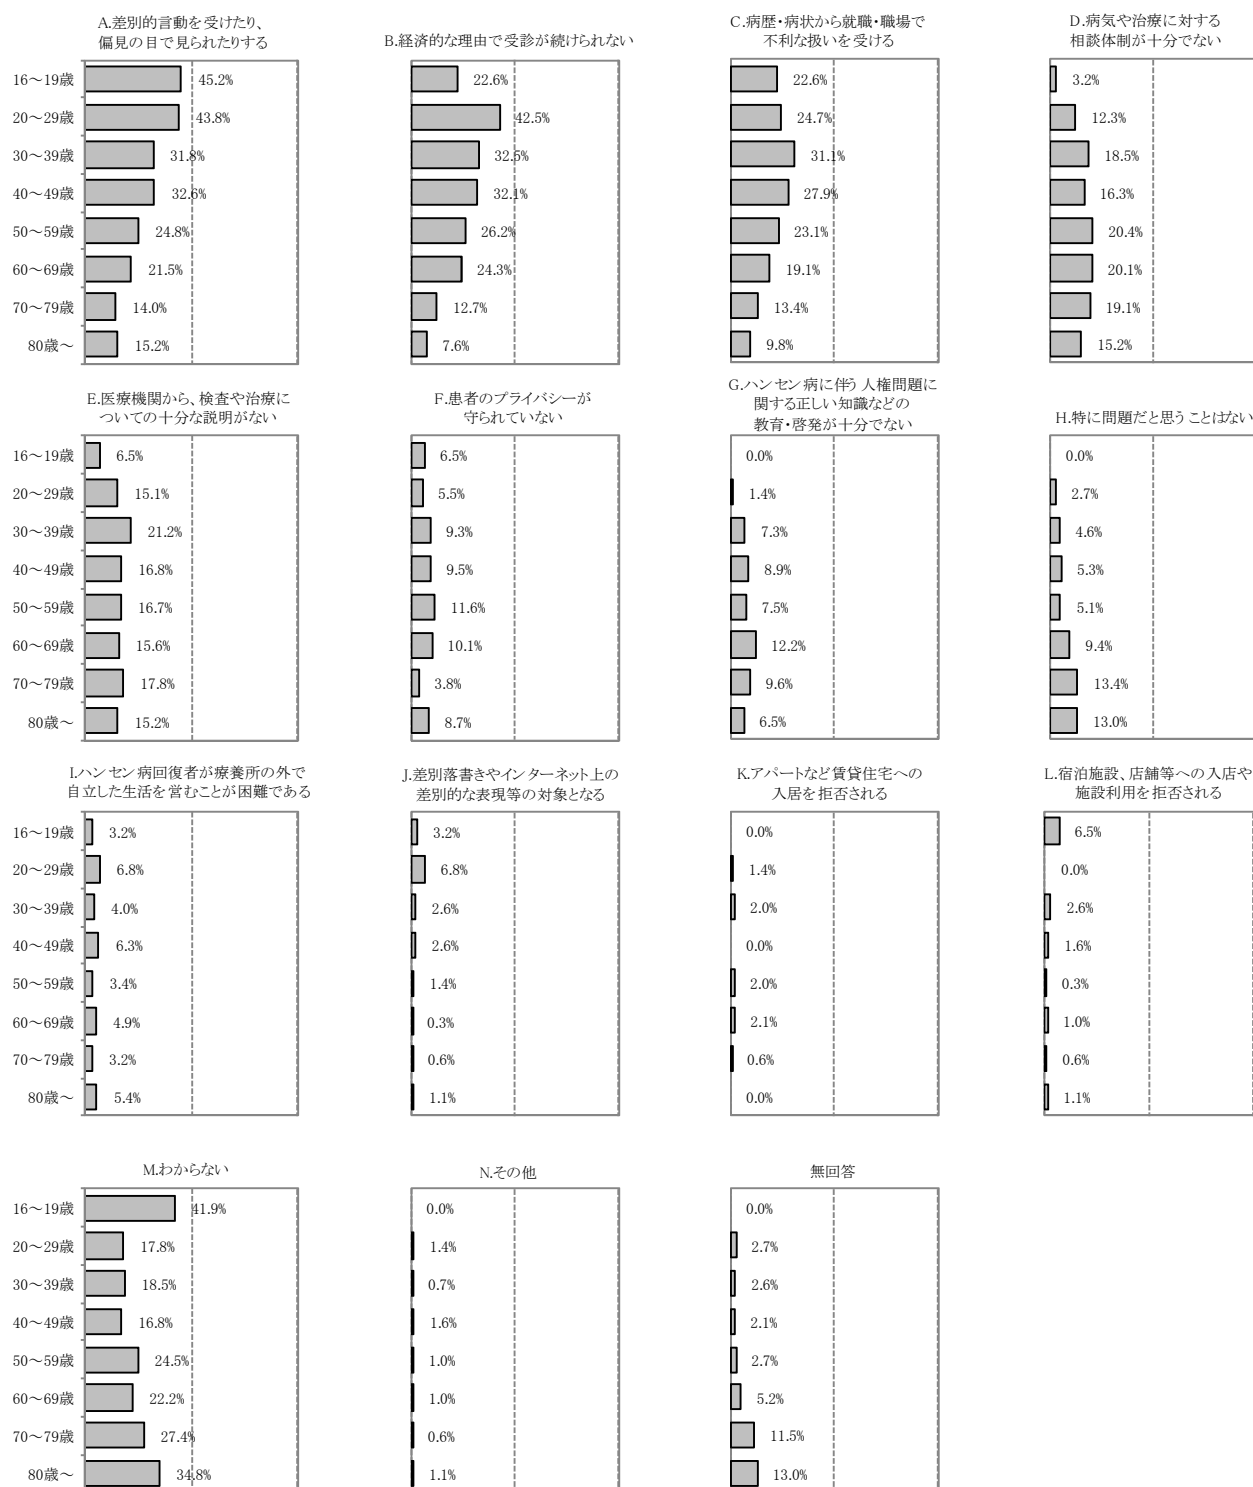 A.差別的言動を受けたり、
偏見の目で見られたりする
16～19歳 45.2%
20～29歳 43.8%
30～39歳 31.8%
40～49歳 32.6%
50～59歳 24.8%
60～69歳 21.5%
70～79歳 14.0%
80歳～ 15.2%
B.経済的な理由で受診が続けられない
22.6%
42.5%
32.5%
32.1%
26.2%
24.3%
12.7%
7.6%
C.病歴・病状から就職・職場で
不利な扱いを受ける
22.6%
24.7%
31.1%
27.9%
23.1%
19.1%
13.4%
9.8%
D.病気や治療に対する
相談体制が十分でない
3.2%
12.3%
18.5%
16.3%
20.4%
20.1%
19.1%
15.2%
E.医療機関から、検査や治療に
ついての十分な説明がない
16～19歳 6.5%
20～29歳 15.1%
30～39歳 21.2%
40～49歳 16.8%
50～59歳 16.7%
60～69歳 15.6%
70～79歳 17.8%
80歳～ 15.2%
F.患者のプライバシーが
守られていない
6.5%
5.5%
9.3%
9.5%
11.6%
10.1%
3.8%
8.7%
G.ハンセン病に伴う人権問題に
関する正しい知識などの
教育・啓発が十分でない
0.0%
1.4%
7.3%
8.9%
7.5%
12.2%
9.6%
6.5%
H.特に問題だと思うことはない
0.0%
2.7%
4.6%
5.3%
5.1%
9.4%
13.4%
13.0%
I.ハンセン病回復者が療養所の外で
自立した生活を営むことが困難である
16～19歳 3.2%
20～29歳 6.8%
30～39歳 4.0%
40～49歳 6.3%
50～59歳 3.4%
60～69歳 4.9%
70～79歳 3.2%
80歳～ 5.4%
J.差別落書きやインターネット上の
差別的な表現等の対象となる
3.2%
6.8%
2.6%
2.6%
1.4%
0.3%
0.6%
1.1%
K.アパートなど賃貸住宅への
入居を拒否される
0.0%
1.4%
2.0%
0.0%
2.0%
2.1%
0.6%
0.0%
L.宿泊施設、店舗等への入店や
施設利用を拒否される
6.5%
0.0%
2.6%
1.6%
0.3%
1.0%
0.6%
1.1%
M.わからない
16～19歳 41.9%
20～29歳 17.8%
30～39歳 18.5%
40～49歳 16.8%
50～59歳 24.5%
60～69歳 22.2%
70～79歳 27.4%
80歳～ 34.8%
N.その他
0.0%
1.4%
0.7%
1.6%
1.0%
1.0%
0.6%
1.1%
無回答
0.0%
2.7%
2.6%
2.1%
2.7%
5.2%
11.5%
13.0%